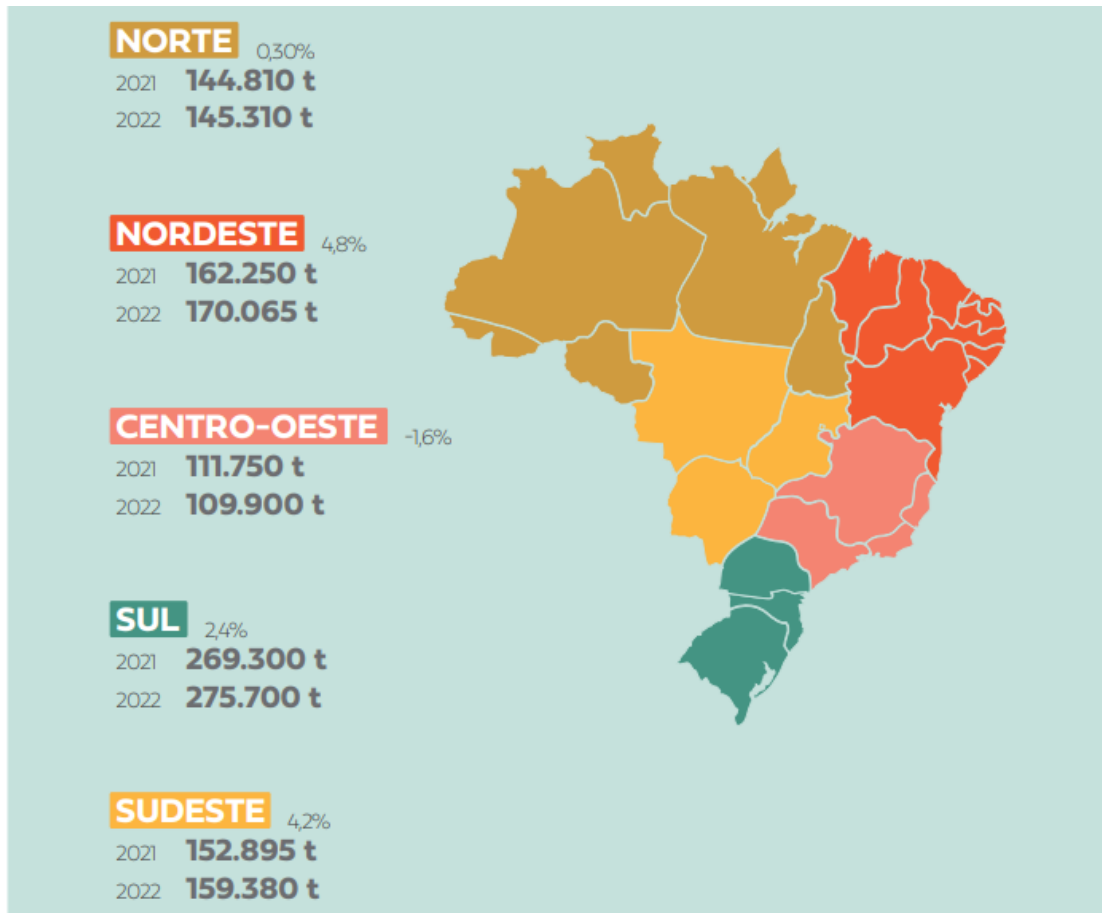 NORTE 0,30%
2021 144.810 t
2022 145.310 t
NORDESTE 4,8%
2021 162.250 t
2022 170.065 t
CENTRO-OESTE -1,6%
2021 111.750 t
2022 109.900 t
SUL 2,4%
2021 269.300 t
2022 275.700 t
SUDESTE 4,2%
2021 152.895 t
2022 159.380 t